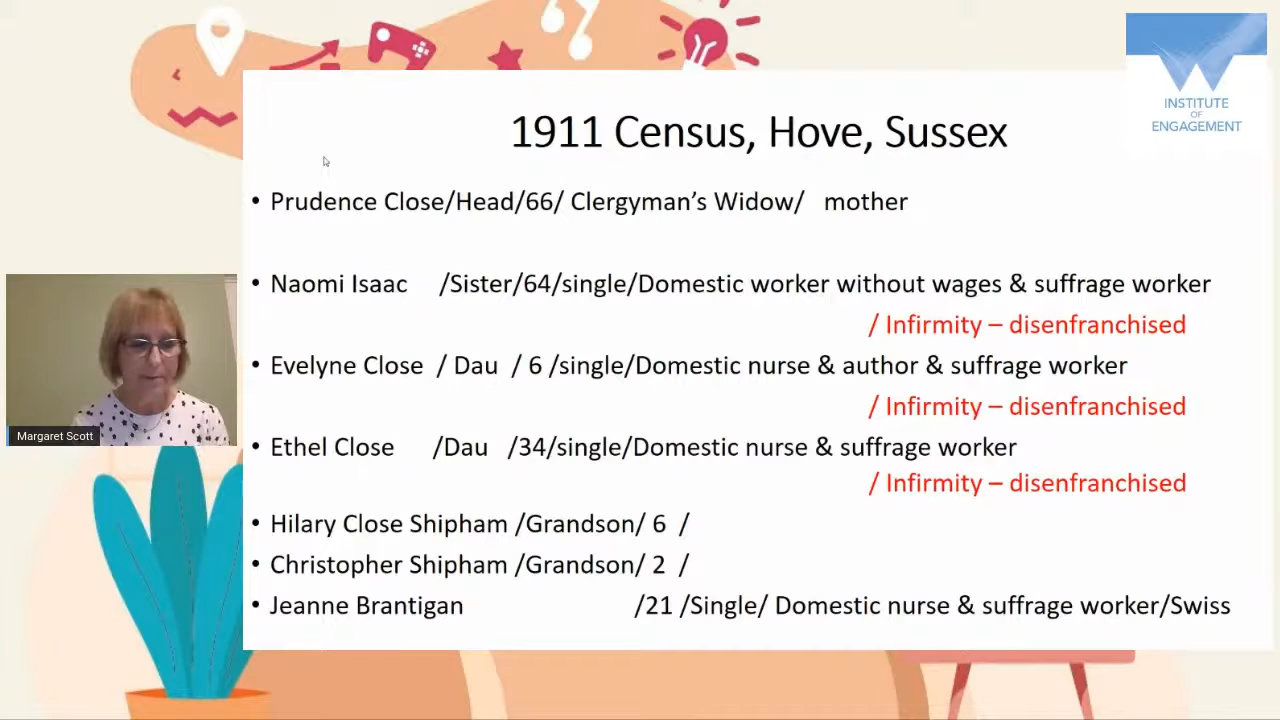 INSTITUTE
OF
ENGAGEMENT
1911 Census, Hove, Sussex
• Prudence Close/Head/66/ Clergyman’s Widow/ mother
• Naomi Isaac /Sister/64/single/Domestic worker without wages & suffrage worker
/ Infirmity – disenfranchised
• Evelyne Close / Dau / 6 /single/Domestic nurse & author & suffrage worker
/ Infirmity – disenfranchised
• Ethel Close /Dau /34/single/Domestic nurse & suffrage worker
/ Infirmity – disenfranchised
• Hilary Close Shipham /Grandson/ 6 /
• Christopher Shipham /Grandson/ 2 /
• Jeanne Brantigan /21 /Single/ Domestic nurse & suffrage worker/Swiss
Margaret Scott